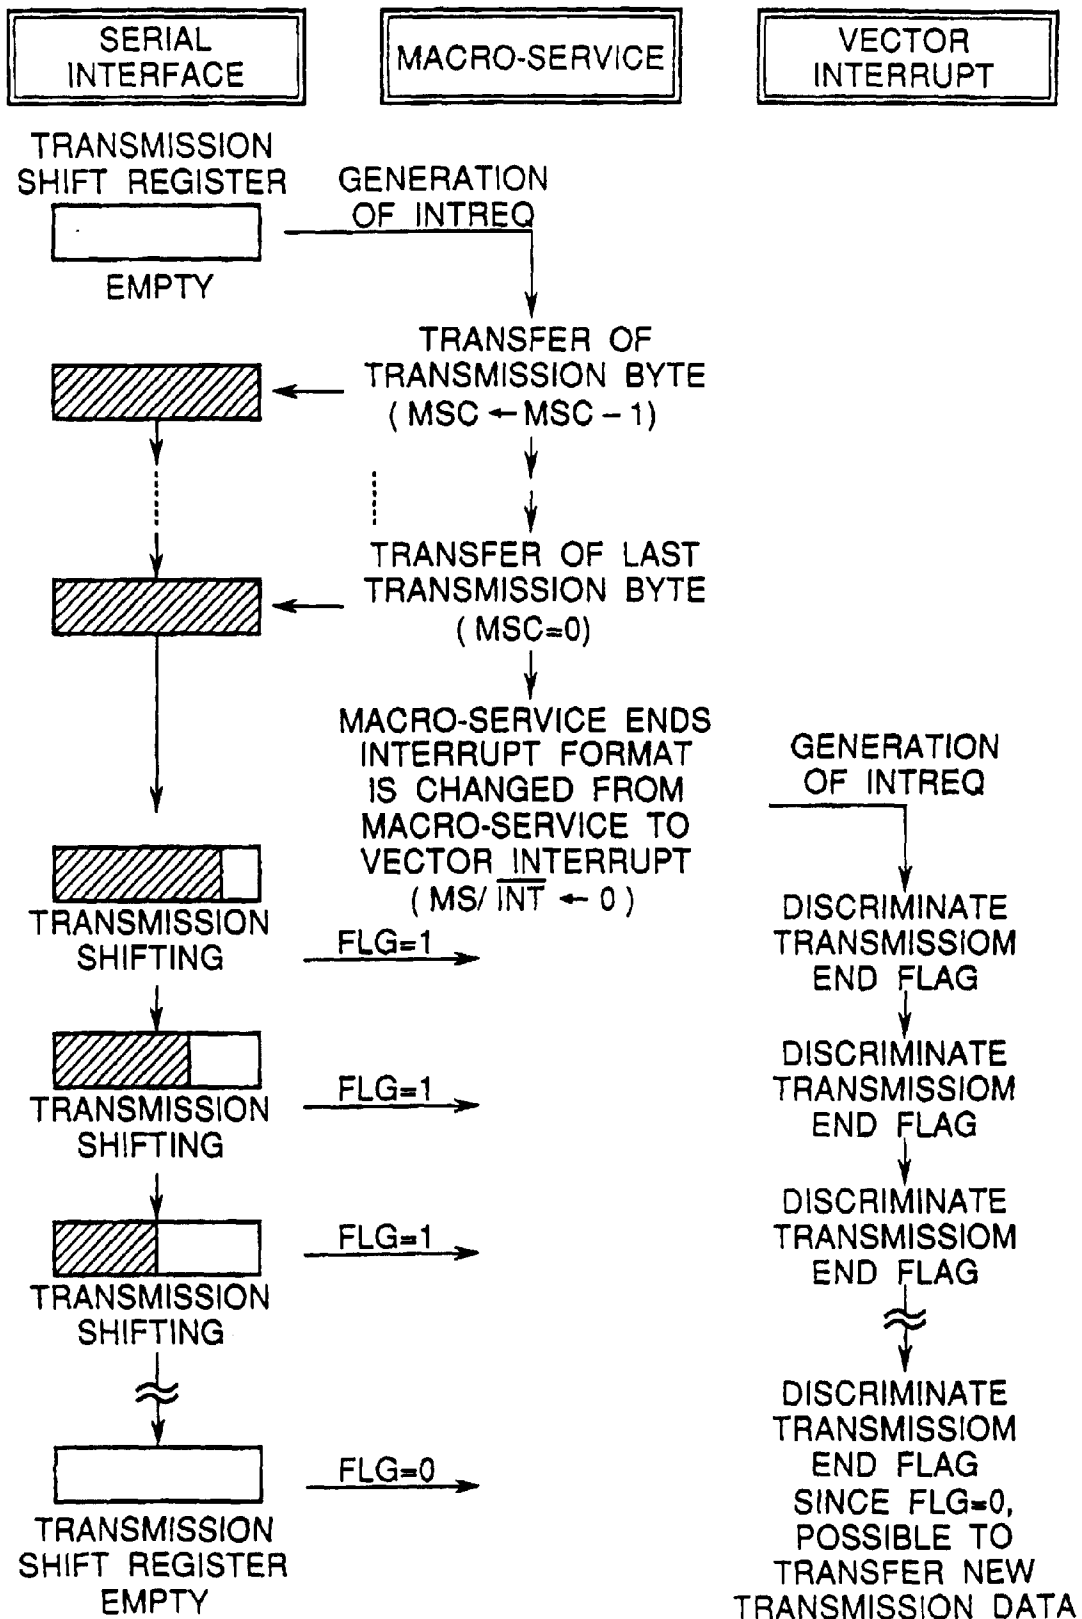 SERIAL
INTERFACE
MACRO-SERVICE
VECTOR
INTERRUPT
TRANSMISSION
SHIFT REGISTER
EMPTY
GENERATION
OF INTREQ
TRANSFER OF
TRANSMISSION BYTE
( MSC ← MSC – 1)
TRANSFER OF LAST
TRANSMISSION BYTE
( MSC=0)
MACRO-SERVICE ENDS
INTERRUPT FORMAT
IS CHANGED FROM
MACRO-SERVICE TO
VECTOR INTERRUPT
( MS/ I̅N̅T̅ ← 0 )
GENERATION
OF INTREQ
TRANSMISSION
SHIFTING
FLG=1
DISCRIMINATE
TRANSMISSIOM
END FLAG
TRANSMISSION
SHIFTING
FLG=1
DISCRIMINATE
TRANSMISSIOM
END FLAG
TRANSMISSION
SHIFTING
FLG=1
DISCRIMINATE
TRANSMISSIOM
END FLAG
FLG=0
TRANSMISSION
SHIFT REGISTER
EMPTY
DISCRIMINATE
TRANSMISSIOM
END FLAG
SINCE FLG=0,
POSSIBLE TO
TRANSFER NEW
TRANSMISSION DATA